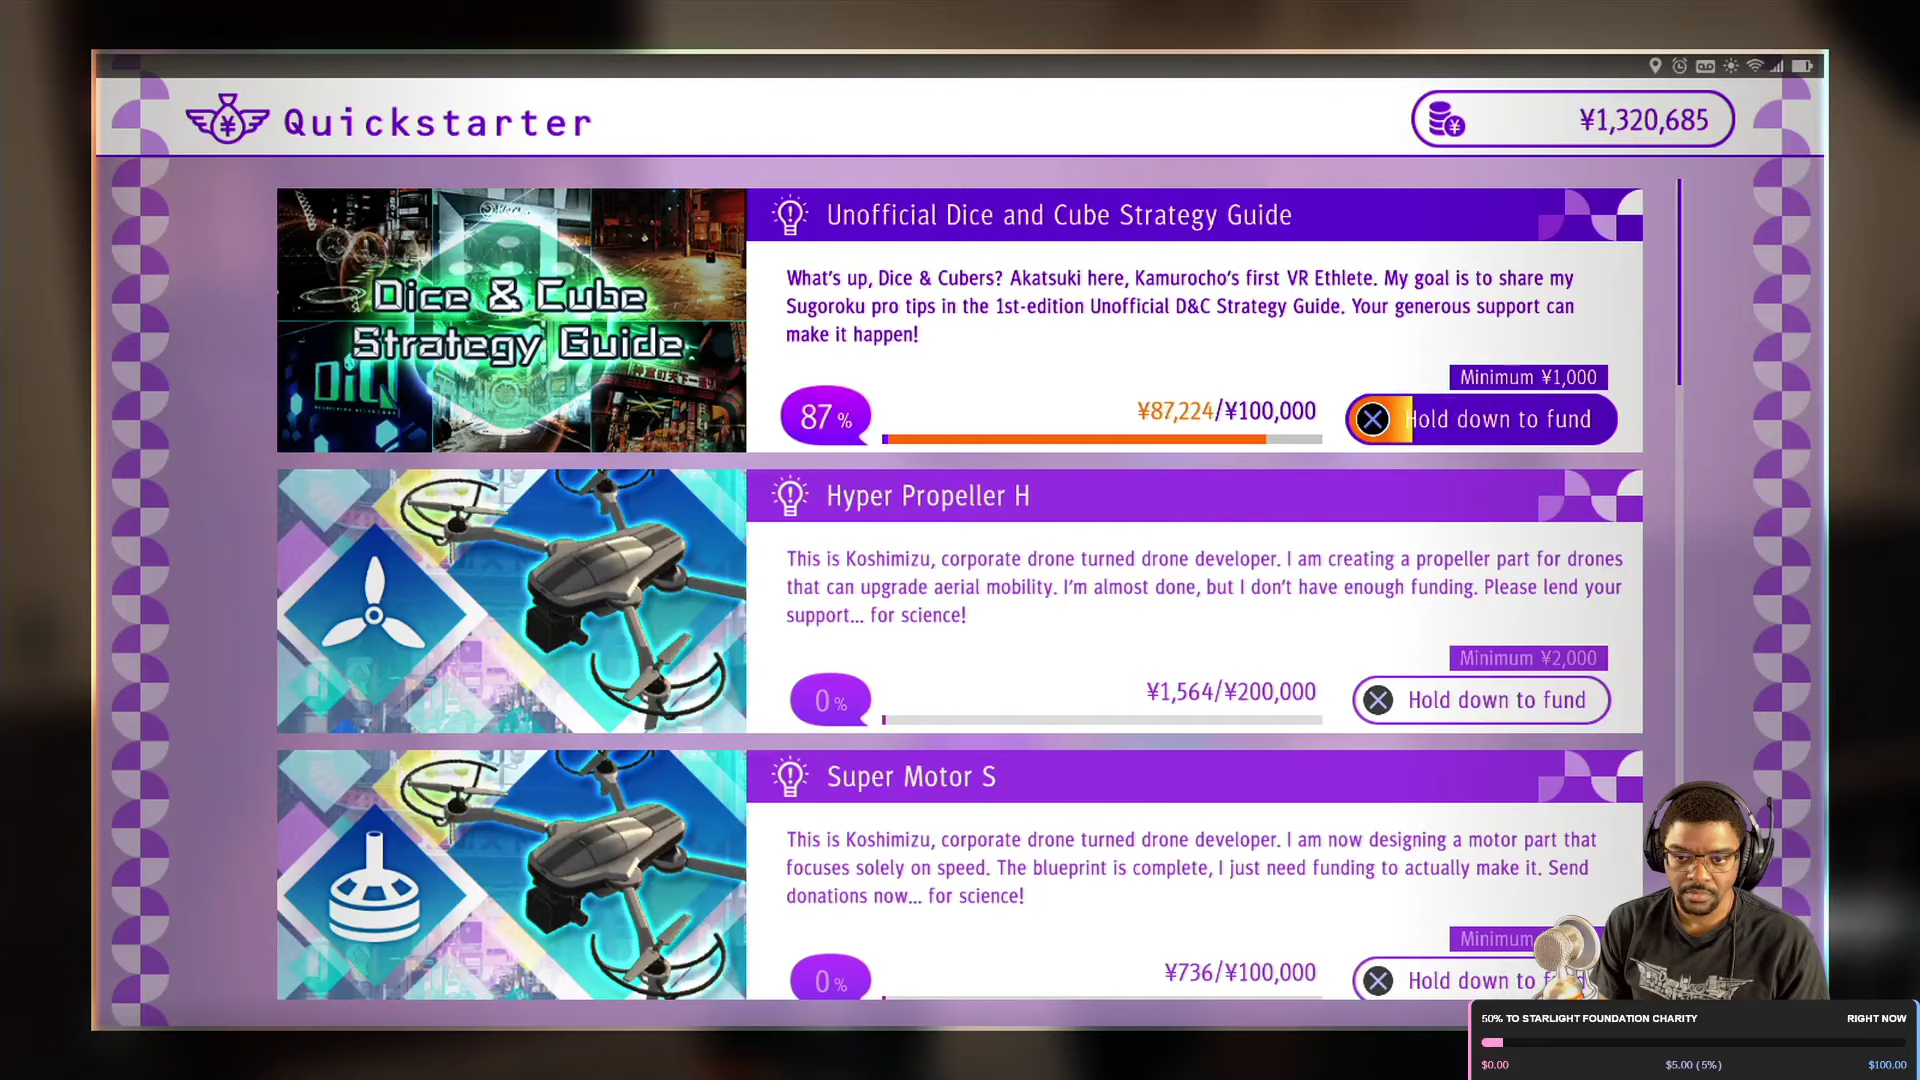 Quickstarter
¥1,320,685
Dice & Cube
Strategy Guide
Unofficial Dice and Cube Strategy Guide
What's up, Dice & Cubers? Akatsuki here, Kamurocho's first VR Ethlete. My goal is to share my
Sugoroku pro tips in the 1st-edition Unofficial D&C Strategy Guide. Your generous support can
make it happen!
Minimum ¥1,000
87 %
¥87,224/¥100,000
Hold down to fund
Hyper Propeller H
This is Koshimizu, corporate drone turned drone developer. I am creating a propeller part for drones
that can upgrade aerial mobility. I'm almost done, but I don't have enough funding. Please lend your
support... for science!
Minimum ¥2,000
0 %
¥1,564/¥200,000
Hold down to fund
Super Motor S
This is Koshimizu, corporate drone turned drone developer. I am now designing a motor part that
focuses solely on speed. The blueprint is complete, I just need funding to actually make it. Send
donations now... for science!
Minimum
0 %
¥736/¥100,000
Hold down to
50% TO STARLIGHT FOUNDATION CHARITY
RIGHT NOW
$0.00
$5.00 (5%)
$100.00